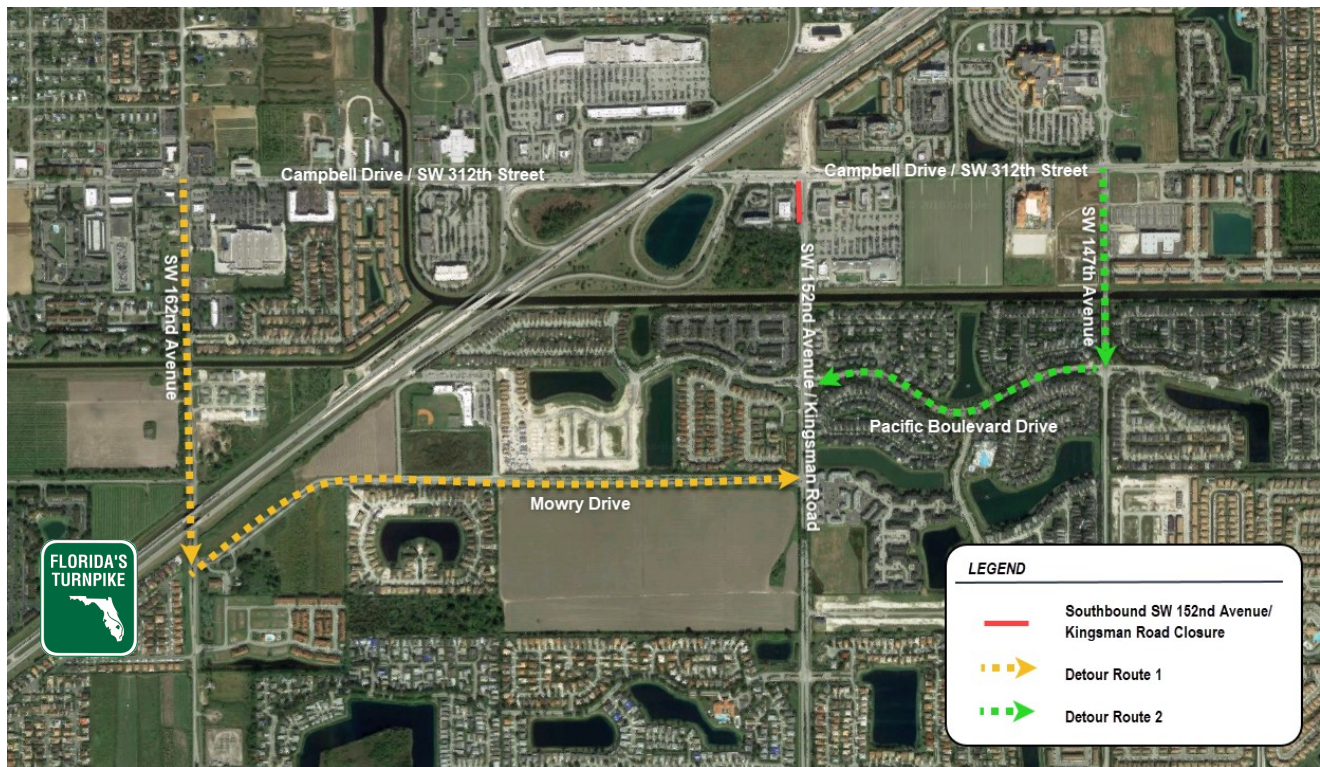 Campbell Drive / SW 312th Street
Campbell Drive / SW 312th Street
SW 162nd Avenue
SW 152nd Avenue / Kingsman Road
SW 147th Avenue
Pacific Boulevard Drive
Mowry Drive
FLORIDA'S
TURNPIKE
LEGEND
Southbound SW 152nd Avenue/
Kingsman Road Closure
Detour Route 1
Detour Route 2